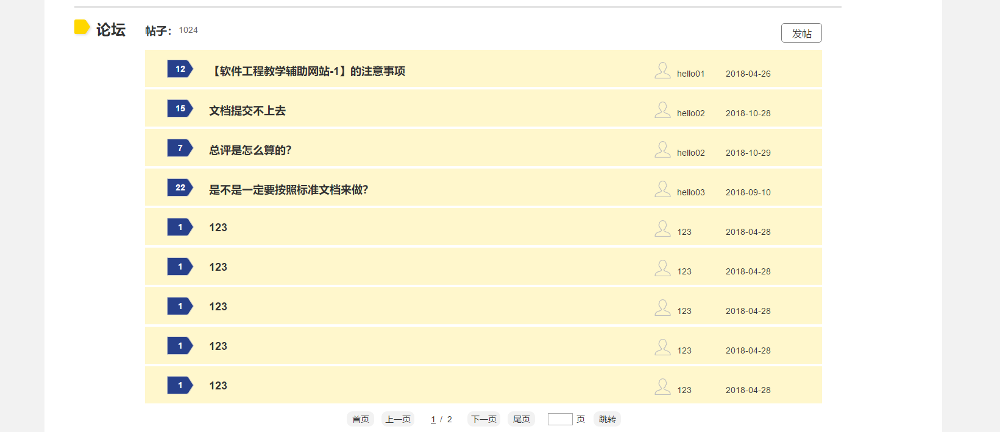 论坛 帖子： 1024 发帖
12 【软件工程教学辅助网站-1】的注意事项 hello01 2018-04-26
15 文档提交不上去 hello02 2018-10-28
7 总评是怎么算的? hello02 2018-10-29
22 是不是一定要按照标准文档来做? hello03 2018-09-10
1 123 123 2018-04-28
1 123 123 2018-04-28
1 123 123 2018-04-28
1 123 123 2018-04-28
1 123 123 2018-04-28
首页 上一页 1 / 2 下一页 尾页 页 跳转